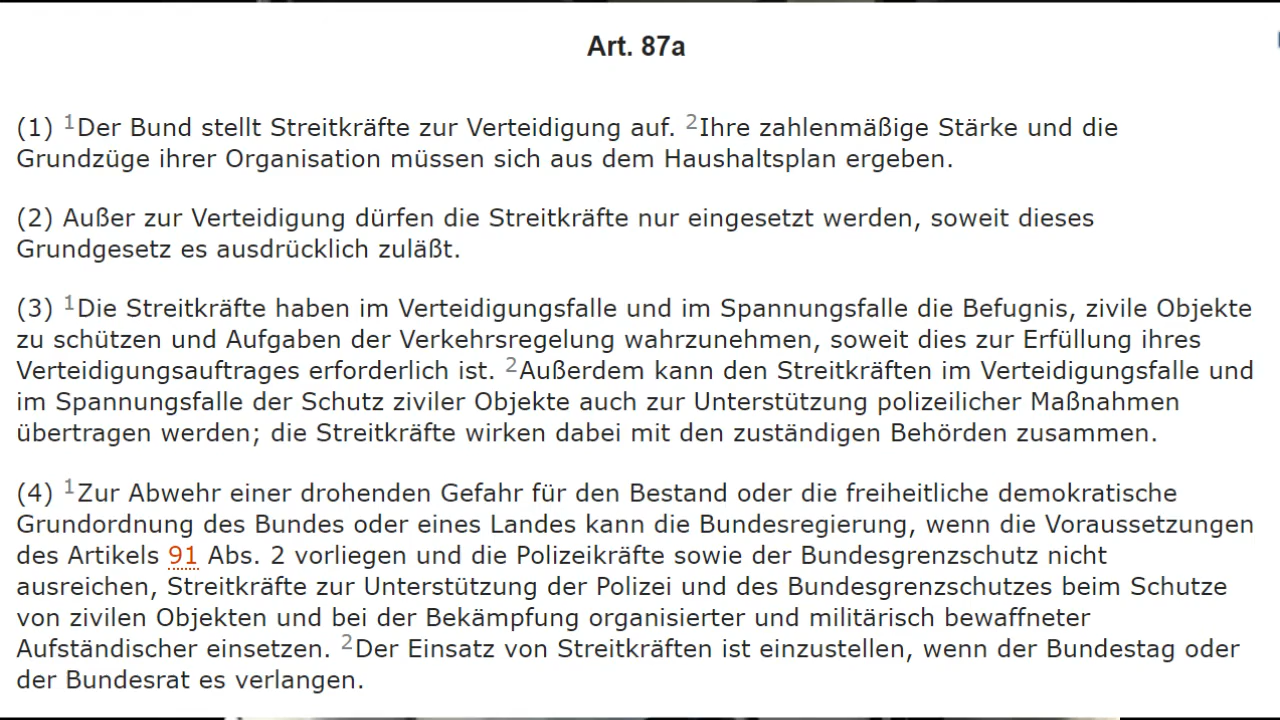 Art. 87a
(1) ¹Der Bund stellt Streitkräfte zur Verteidigung auf. ²Ihre zahlenmäßige Stärke und die
Grundzüge ihrer Organisation müssen sich aus dem Haushaltsplan ergeben.
(2) Außer zur Verteidigung dürfen die Streitkräfte nur eingesetzt werden, soweit dieses
Grundgesetz es ausdrücklich zuläßt.
(3) ¹Die Streitkräfte haben im Verteidigungsfalle und im Spannungsfalle die Befugnis, zivile Objekte
zu schützen und Aufgaben der Verkehrsregelung wahrzunehmen, soweit dies zur Erfüllung ihres
Verteidigungsauftrages erforderlich ist. ²Außerdem kann den Streitkräften im Verteidigungsfalle und
im Spannungsfalle der Schutz ziviler Objekte auch zur Unterstützung polizeilicher Maßnahmen
übertragen werden; die Streitkräfte wirken dabei mit den zuständigen Behörden zusammen.
(4) ¹Zur Abwehr einer drohenden Gefahr für den Bestand oder die freiheitliche demokratische
Grundordnung des Bundes oder eines Landes kann die Bundesregierung, wenn die Voraussetzungen
des Artikels 91 Abs. 2 vorliegen und die Polizeikräfte sowie der Bundesgrenzschutz nicht
ausreichen, Streitkräfte zur Unterstützung der Polizei und des Bundesgrenzschutzes beim Schutze
von zivilen Objekten und bei der Bekämpfung organisierter und militärisch bewaffneter
Aufständischer einsetzen. ²Der Einsatz von Streitkräften ist einzustellen, wenn der Bundestag oder
der Bundesrat es verlangen.